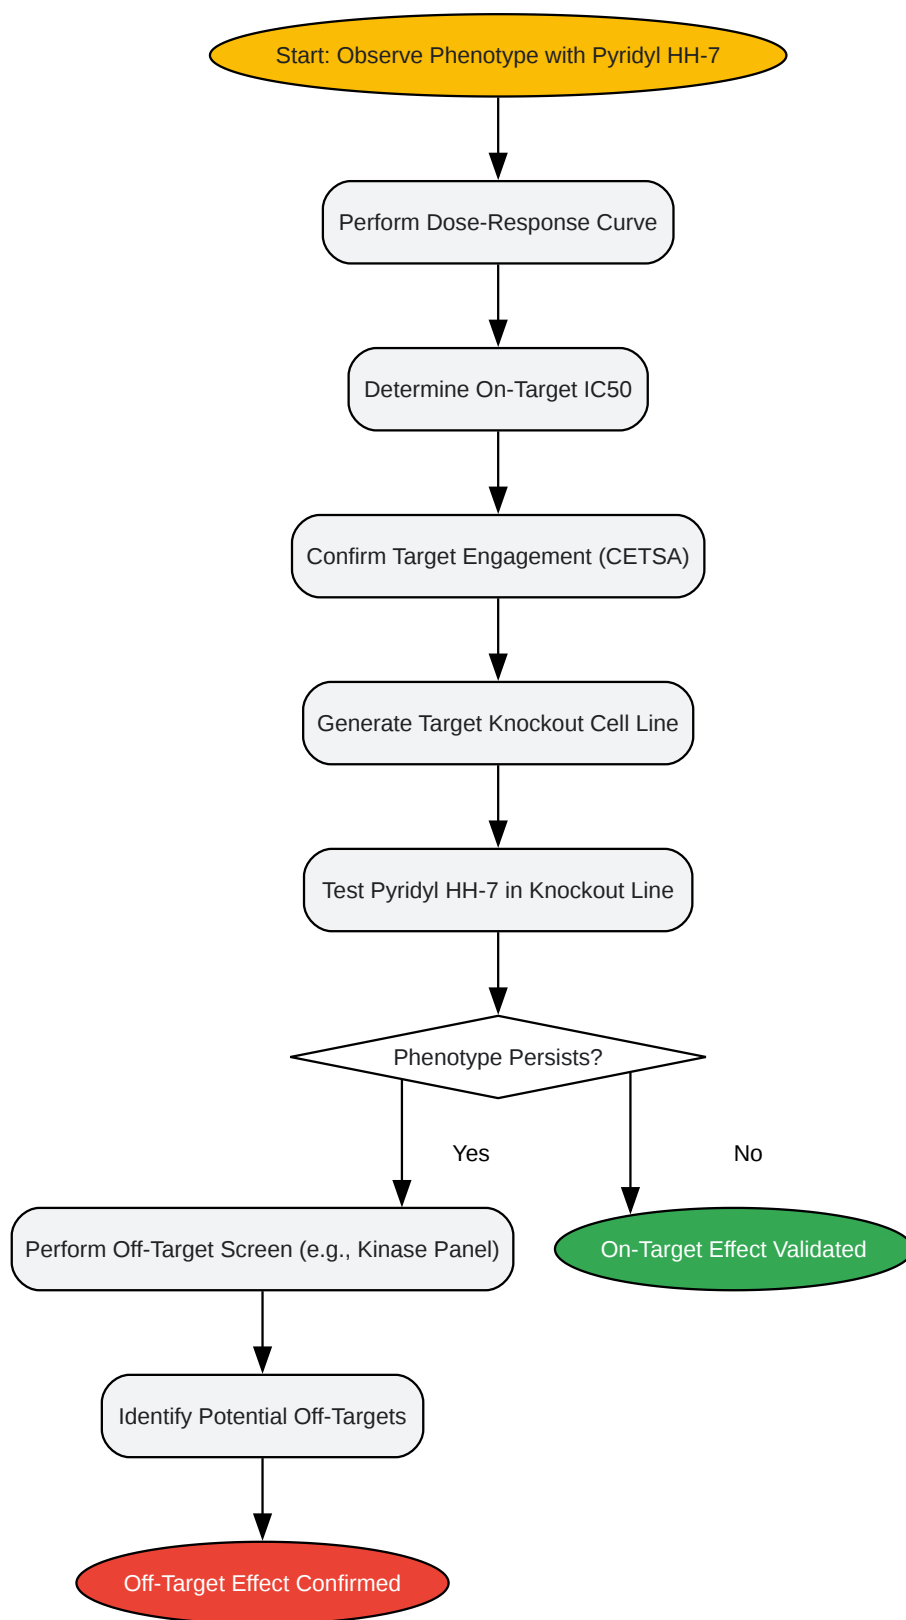 Start: Observe Phenotype with Pyridyl HH-7
Perform Dose-Response Curve
Determine On-Target IC50
Confirm Target Engagement (CETSA)
Generate Target Knockout Cell Line
Test Pyridyl HH-7 in Knockout Line
Phenotype Persists?
Yes
No
Perform Off-Target Screen (e.g., Kinase Panel)
On-Target Effect Validated
Identify Potential Off-Targets
Off-Target Effect Confirmed